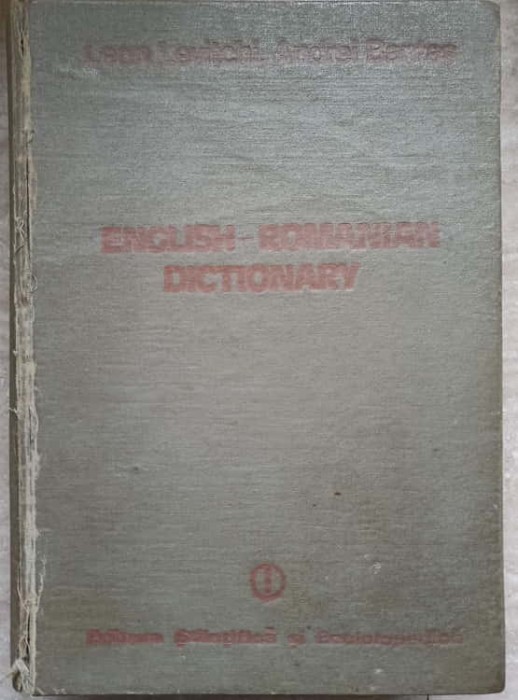 Leon Levițchi, Andrei Bantaș
ENGLISH-ROMANIAN
DICTIONARY
Editura Științifică și Enciclopedică